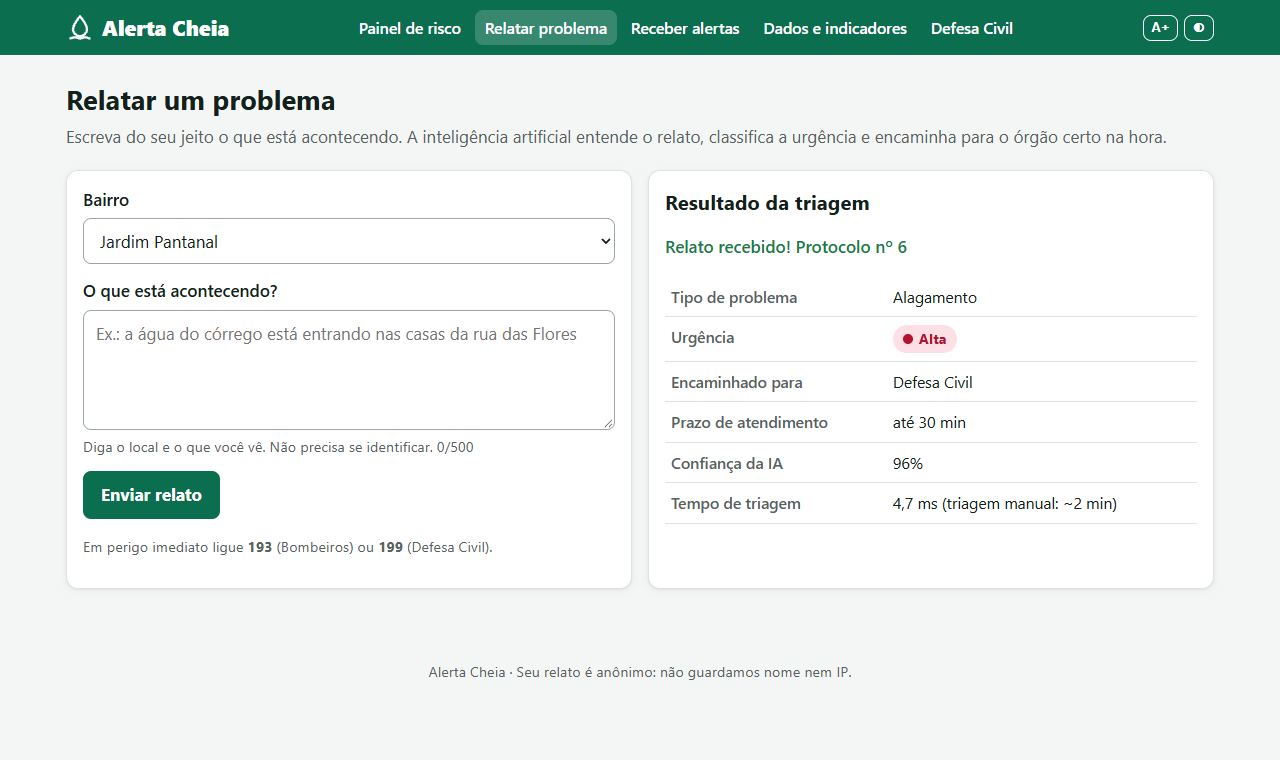 Alerta Cheia
Painel de risco
Relatar problema
Receber alertas
Dados e indicadores
Defesa Civil
A+
Relatar um problema
Escreva do seu jeito o que está acontecendo. A inteligência artificial entende o relato, classifica a urgência e encaminha para o órgão certo na hora.
Bairro
Jardim Pantanal
O que está acontecendo?
Ex.: a água do córrego está entrando nas casas da rua das Flores
Diga o local e o que você vê. Não precisa se identificar. 0/500
Enviar relato
Em perigo imediato ligue 193 (Bombeiros) ou 199 (Defesa Civil).
Resultado da triagem
Relato recebido! Protocolo nº 6
Tipo de problema Alagamento
Urgência Alta
Encaminhado para Defesa Civil
Prazo de atendimento até 30 min
Confiança da IA 96%
Tempo de triagem 4,7 ms (triagem manual: ~2 min)
Alerta Cheia · Seu relato é anônimo: não guardamos nome nem IP.